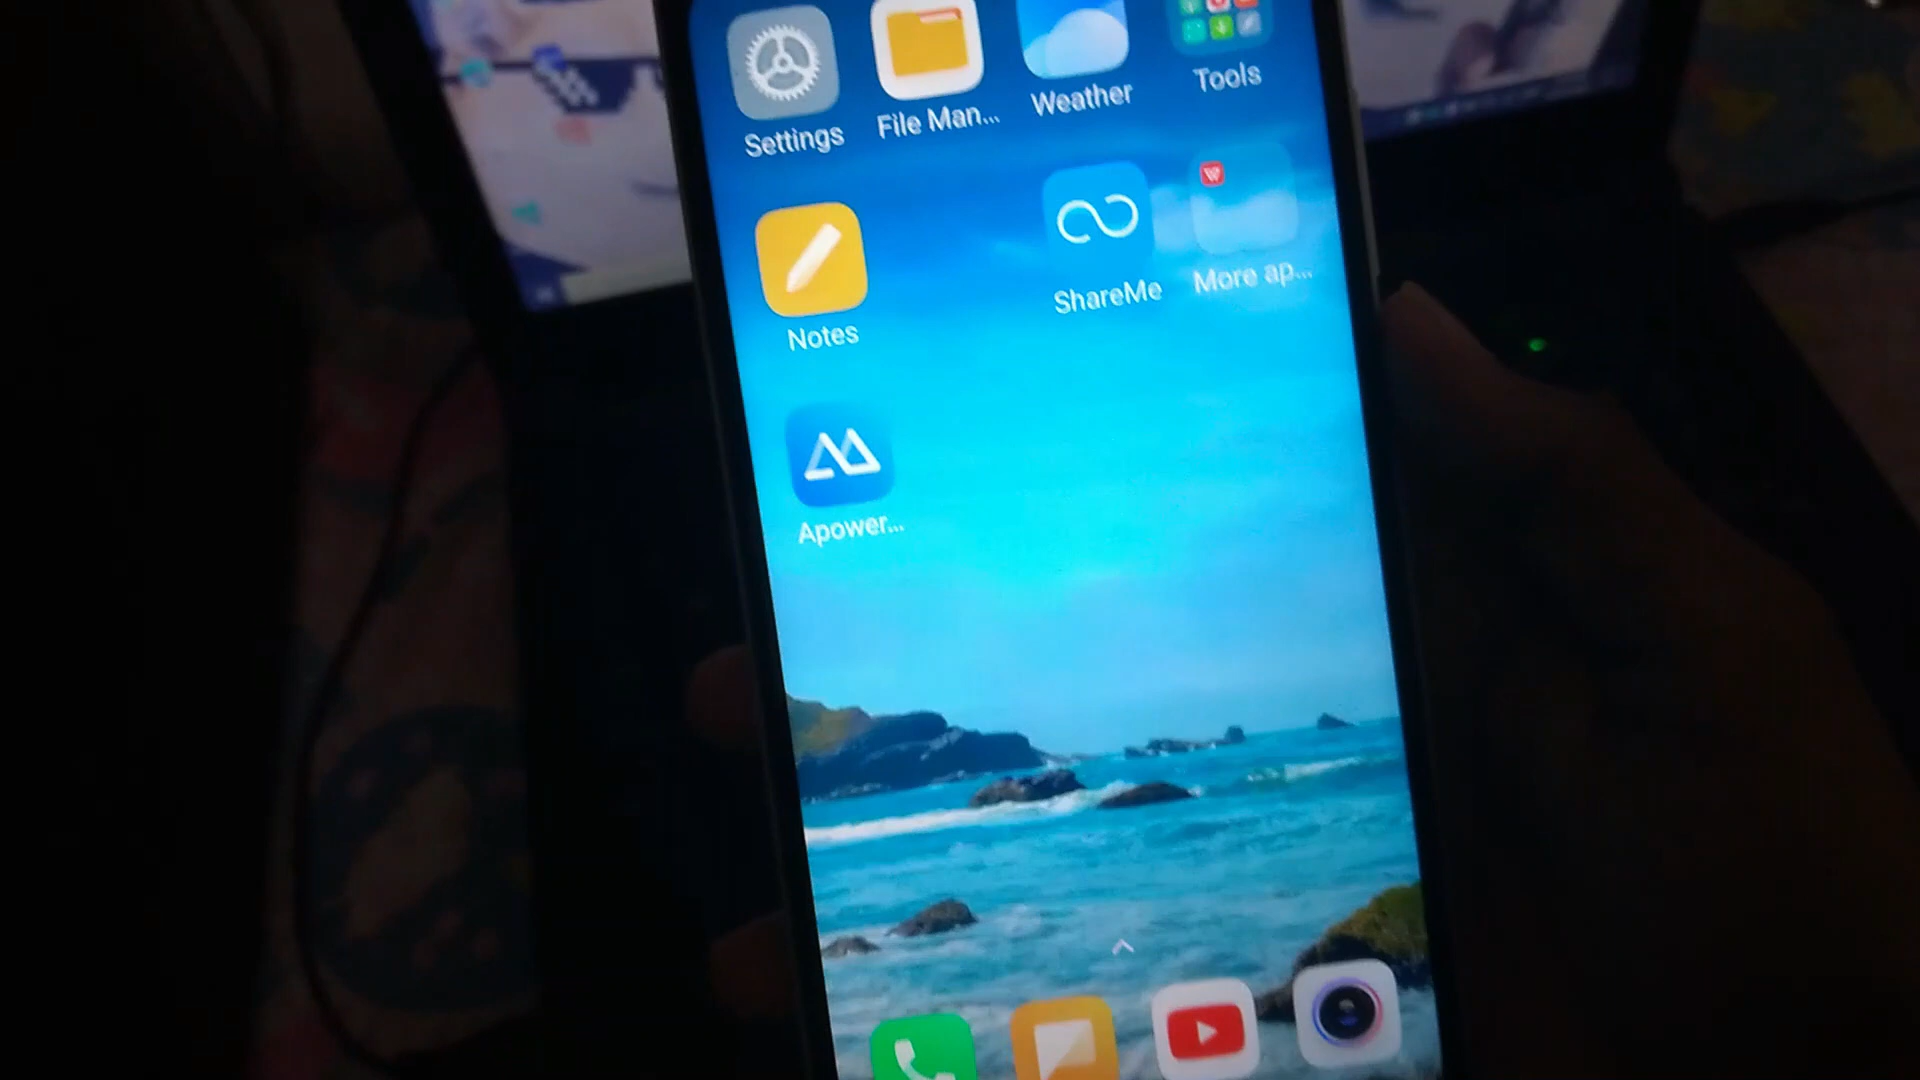 Settings
File Man...
Weather
Tools
Notes
ShareMe
More ap...
Apower...